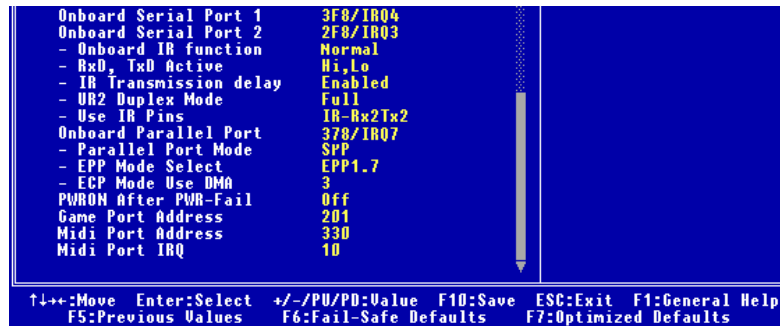 Onboard Serial Port 1 3F8/IRQ4
Onboard Serial Port 2 2F8/IRQ3
- Onboard IR function Normal
- RxD, TxD Active Hi,Lo
- IR Transmission delay Enabled
- UR2 Duplex Mode Full
- Use IR Pins IR-Rx2Tx2
Onboard Parallel Port 378/IRQ7
- Parallel Port Mode SPP
- EPP Mode Select EPP1.7
- ECP Mode Use DMA 3
PWRON After PWR-Fail Off
Game Port Address 201
Midi Port Address 330
Midi Port IRQ 10
↑↓→←:Move Enter:Select +/-/PU/PD:Value F10:Save ESC:Exit F1:General Help
F5:Previous Values F6:Fail-Safe Defaults F7:Optimized Defaults